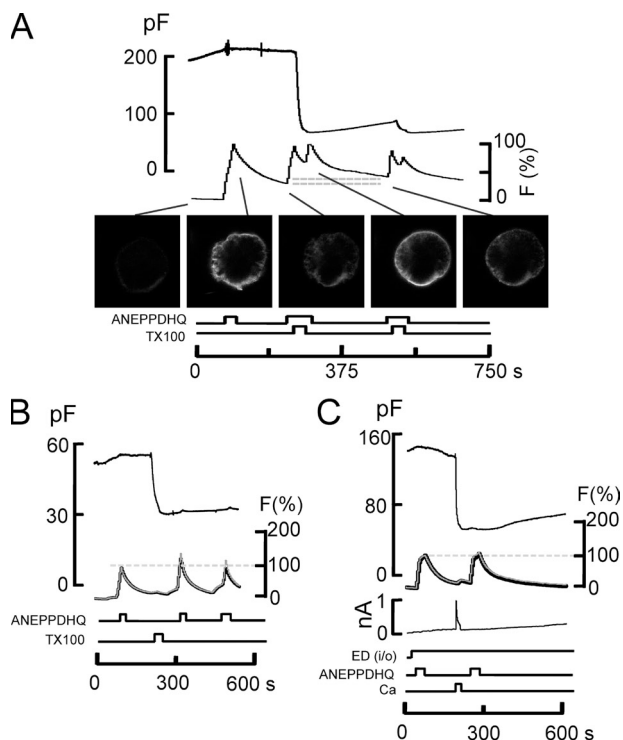 A
pF
200
100
0
100
50
0
F (%)
ANEPPDHQ
TX100
0 375 750 s
B
pF
60
30
0
F(%)
200
100
0
ANEPPDHQ
TX100
0 300 600 s
C
pF
160
80
0
F(%)
200
100
0
1
0
nA
ED (i/o)
ANEPPDHQ
Ca
0 300 600 s